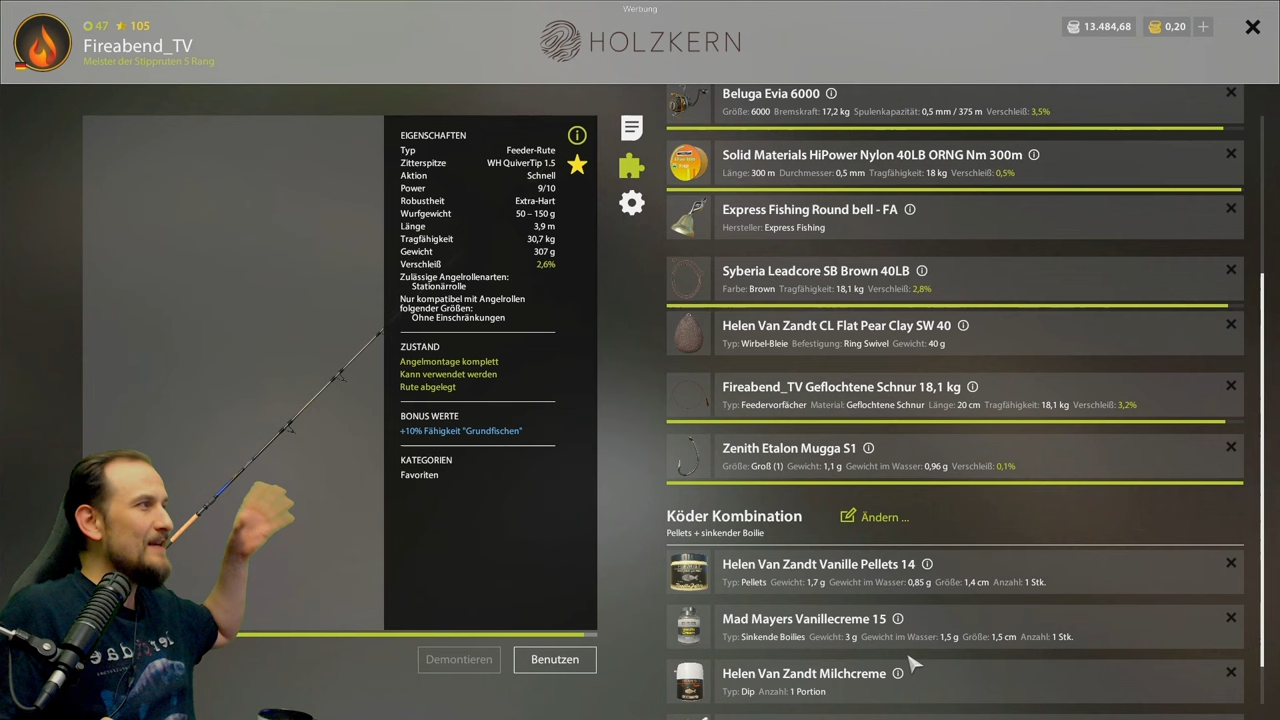 Werbung
47 105
Fireabend_TV
Meister der Stippruten 5 Rang
HOLZKERN
13.484,68
0,20
EIGENSCHAFTEN
Typ Feeder-Rute
Zitterspitze WH QuiverTip 1.5
Aktion Schnell
Power 9/10
Robustheit Extra-Hart
Wurfgewicht 50 – 150 g
Länge 3,9 m
Tragfähigkeit 30,7 kg
Gewicht 307 g
Verschleiß 2,6%
Zulässige Angelrollenarten:
Stationärrolle
Nur kompatibel mit Angelrollen
folgender Größen:
Ohne Einschränkungen
ZUSTAND
Angelmontage komplett
Kann verwendet werden
Rute abgelegt
BONUS WERTE
+10% Fähigkeit "Grundfischen"
KATEGORIEN
Favoriten
Demontieren
Benutzen
Beluga Evia 6000
Größe: 6000 Bremskraft: 17,2 kg Spulenkapazität: 0,5 mm / 375 m Verschleiß: 3,5%
Solid Materials HiPower Nylon 40LB ORNG Nm 300m
Länge: 300 m Durchmesser: 0,5 mm Tragfähigkeit: 18 kg Verschleiß: 0,5%
Express Fishing Round bell - FA
Hersteller: Express Fishing
Syberia Leadcore SB Brown 40LB
Farbe: Brown Tragfähigkeit: 18,1 kg Verschleiß: 2,8%
Helen Van Zandt CL Flat Pear Clay SW 40
Typ: Wirbel-Bleie Befestigung: Ring Swivel Gewicht: 40 g
Fireabend_TV Geflochtene Schnur 18,1 kg
Typ: Feedervorfächer Material: Geflochtene Schnur Länge: 20 cm Tragfähigkeit: 18,1 kg Verschleiß: 3,2%
Zenith Etalon Mugga S1
Größe: Groß (1) Gewicht: 1,1 g Gewicht im Wasser: 0,96 g Verschleiß: 0,1%
Köder Kombination
Ändern ...
Pellets + sinkender Boilie
Helen Van Zandt Vanille Pellets 14
Typ: Pellets Gewicht: 1,7 g Gewicht im Wasser: 0,85 g Größe: 1,4 cm Anzahl: 1 Stk.
Mad Mayers Vanillecreme 15
Typ: Sinkende Boilies Gewicht: 3 g Gewicht im Wasser: 1,5 g Größe: 1,5 cm Anzahl: 1 Stk.
Helen Van Zandt Milchcreme
Typ: Dip Anzahl: 1 Portion